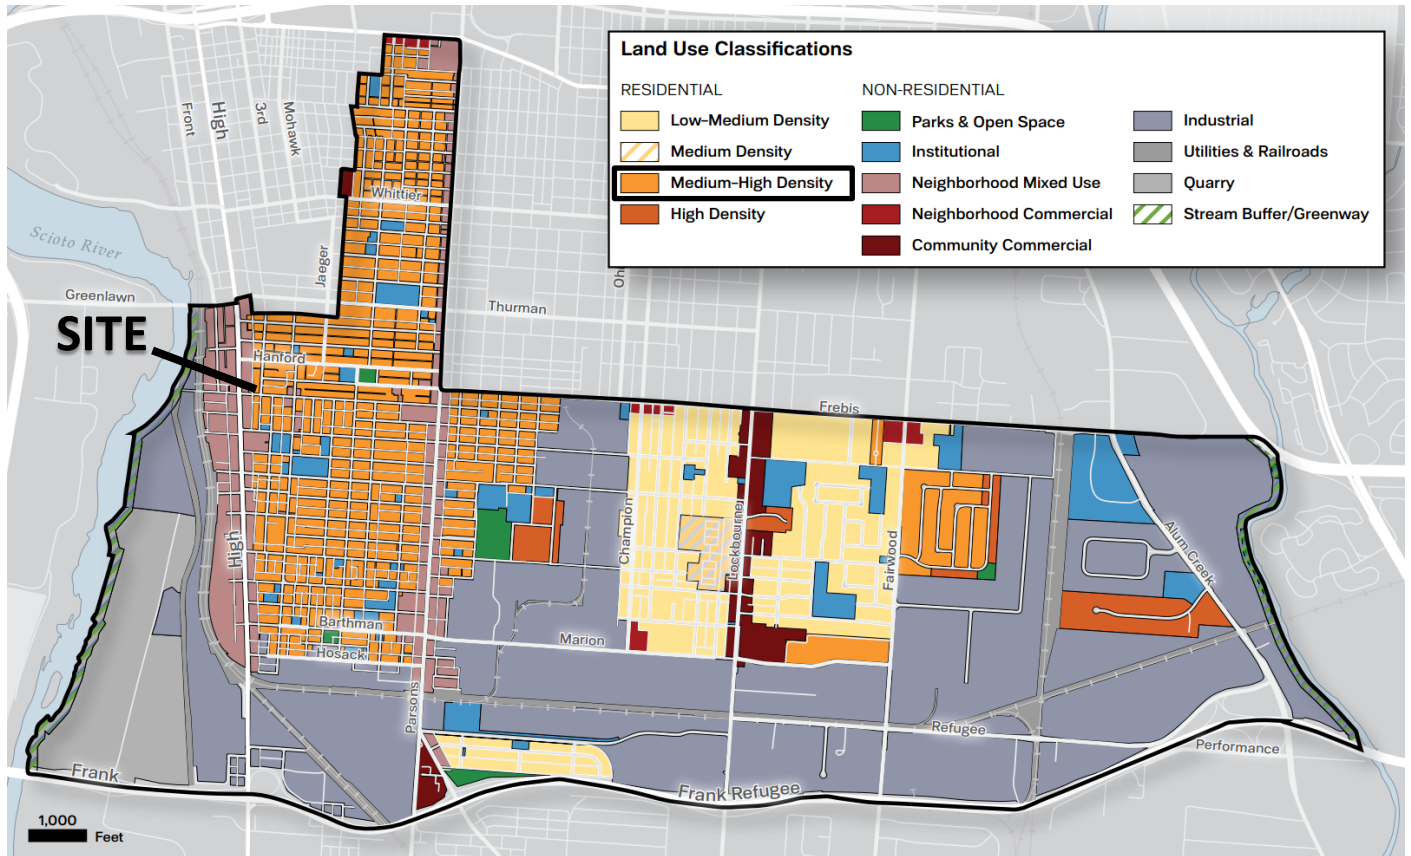 Land Use Classifications
RESIDENTIAL
Low–Medium Density
Medium Density
Medium–High Density
High Density
NON-RESIDENTIAL
Parks & Open Space
Institutional
Neighborhood Mixed Use
Neighborhood Commercial
Community Commercial
Industrial
Utilities & Railroads
Quarry
Stream Buffer/Greenway
Front
High
3rd
Mohawk
Whittier
Scioto River
Jaeger
Greenlawn
Thurman
SITE
Hanford
Frebis
Champion
Lockbourne
Fairwood
Alum Creek
High
Barthman
Marion
Hosack
Parsons
Refugee
Performance
Frank
Frank Refugee
1,000
Feet